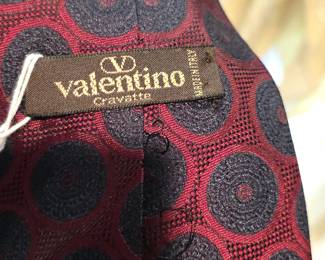 V
valentino
Cravatte
MADE IN ITALY